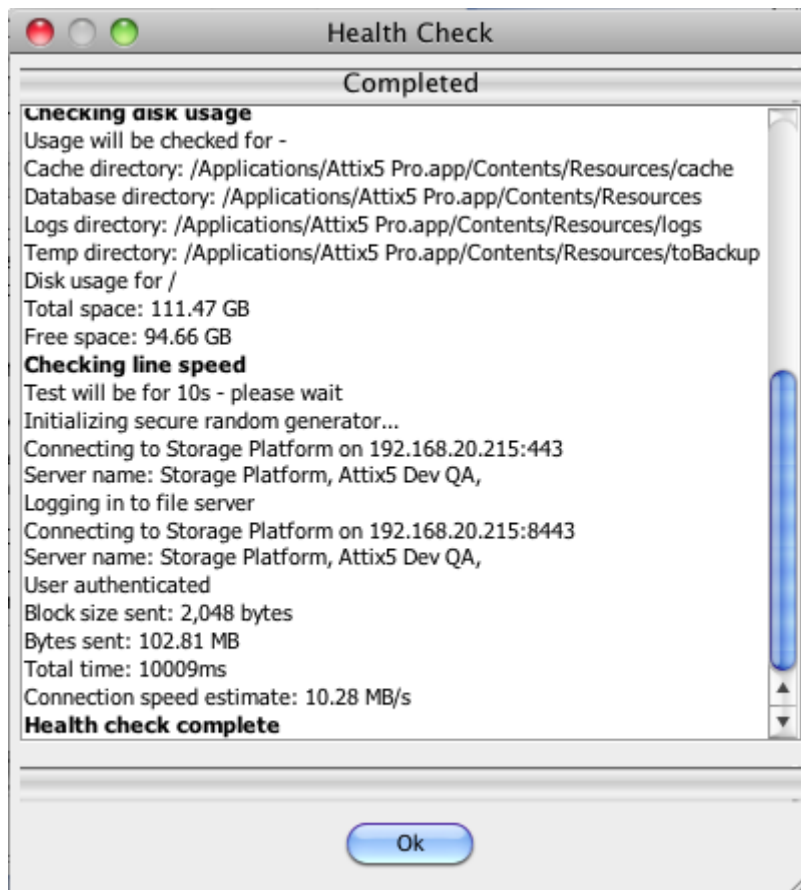 Health Check
Completed
Checking disk usage
Usage will be checked for -
Cache directory: /Applications/Attix5 Pro.app/Contents/Resources/cache
Database directory: /Applications/Attix5 Pro.app/Contents/Resources
Logs directory: /Applications/Attix5 Pro.app/Contents/Resources/logs
Temp directory: /Applications/Attix5 Pro.app/Contents/Resources/toBackup
Disk usage for /
Total space: 111.47 GB
Free space: 94.66 GB
Checking line speed
Test will be for 10s - please wait
Initializing secure random generator...
Connecting to Storage Platform on 192.168.20.215:443
Server name: Storage Platform, Attix5 Dev QA,
Logging in to file server
Connecting to Storage Platform on 192.168.20.215:8443
Server name: Storage Platform, Attix5 Dev QA,
User authenticated
Block size sent: 2,048 bytes
Bytes sent: 102.81 MB
Total time: 10009ms
Connection speed estimate: 10.28 MB/s
Health check complete
Ok